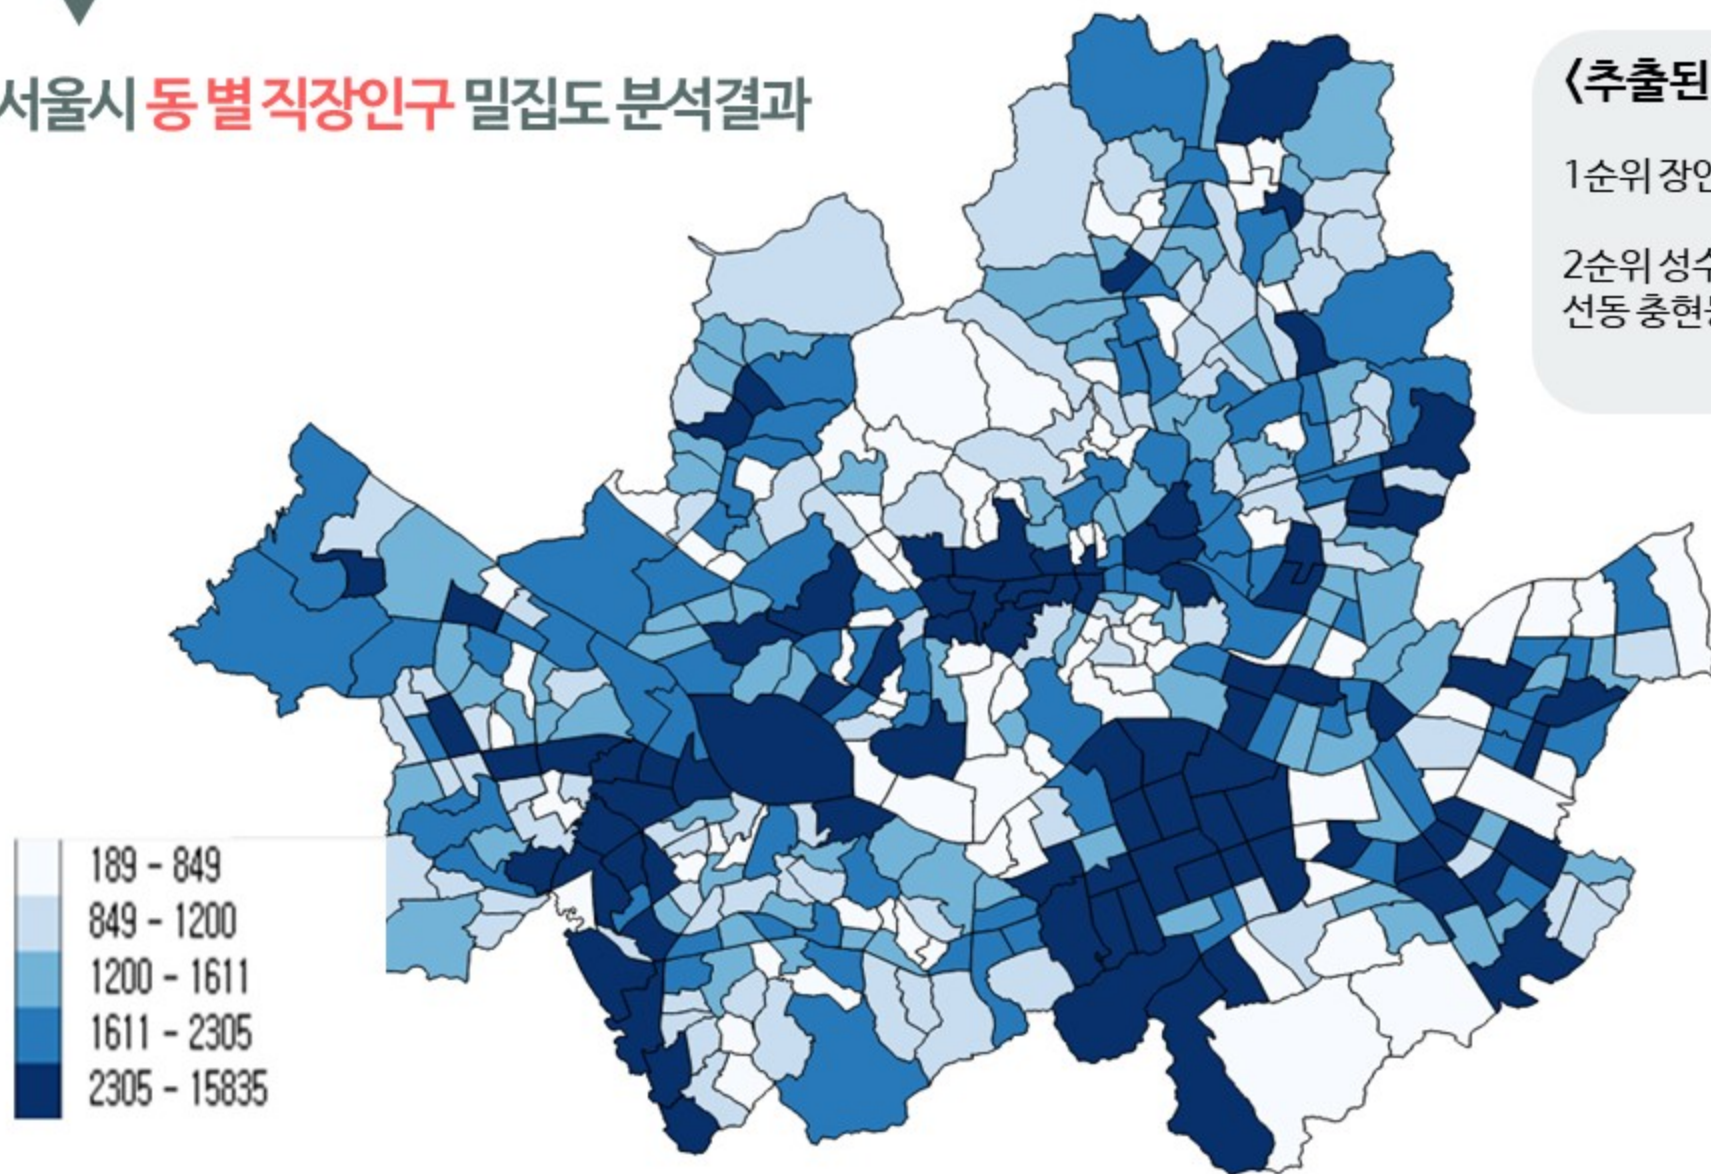 서울시 동 별 직장인구 밀집도 분석결과
〈추출된
1순위 장안
2순위 성수
선동 충현동
189 - 849
849 - 1200
1200 - 1611
1611 - 2305
2305 - 15835